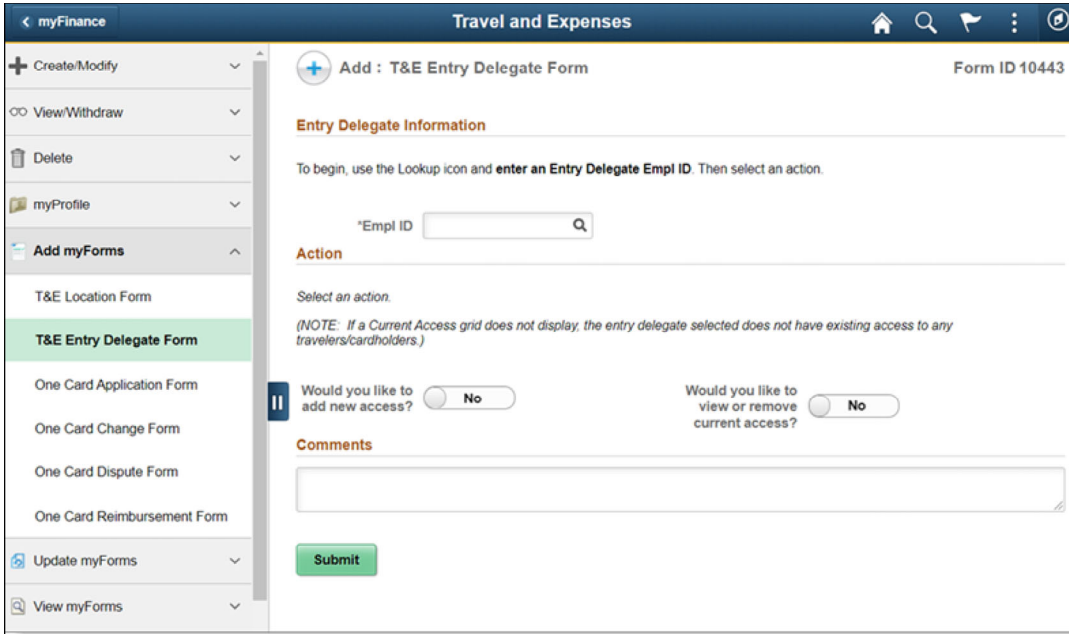 myFinance
Travel and Expenses
Create/Modify
View/Withdraw
Delete
myProfile
Add myForms
T&E Location Form
T&E Entry Delegate Form
One Card Application Form
One Card Change Form
One Card Dispute Form
One Card Reimbursement Form
Update myForms
View myForms
Add : T&E Entry Delegate Form
Form ID 10443
Entry Delegate Information
To begin, use the Lookup icon and enter an Entry Delegate Empl ID. Then select an action.
*Empl ID
Action
Select an action.
(NOTE: If a Current Access grid does not display, the entry delegate selected does not have existing access to any
travelers/cardholders.)
Would you like to
add new access?
No
Would you like to
view or remove
current access?
No
Comments
Submit